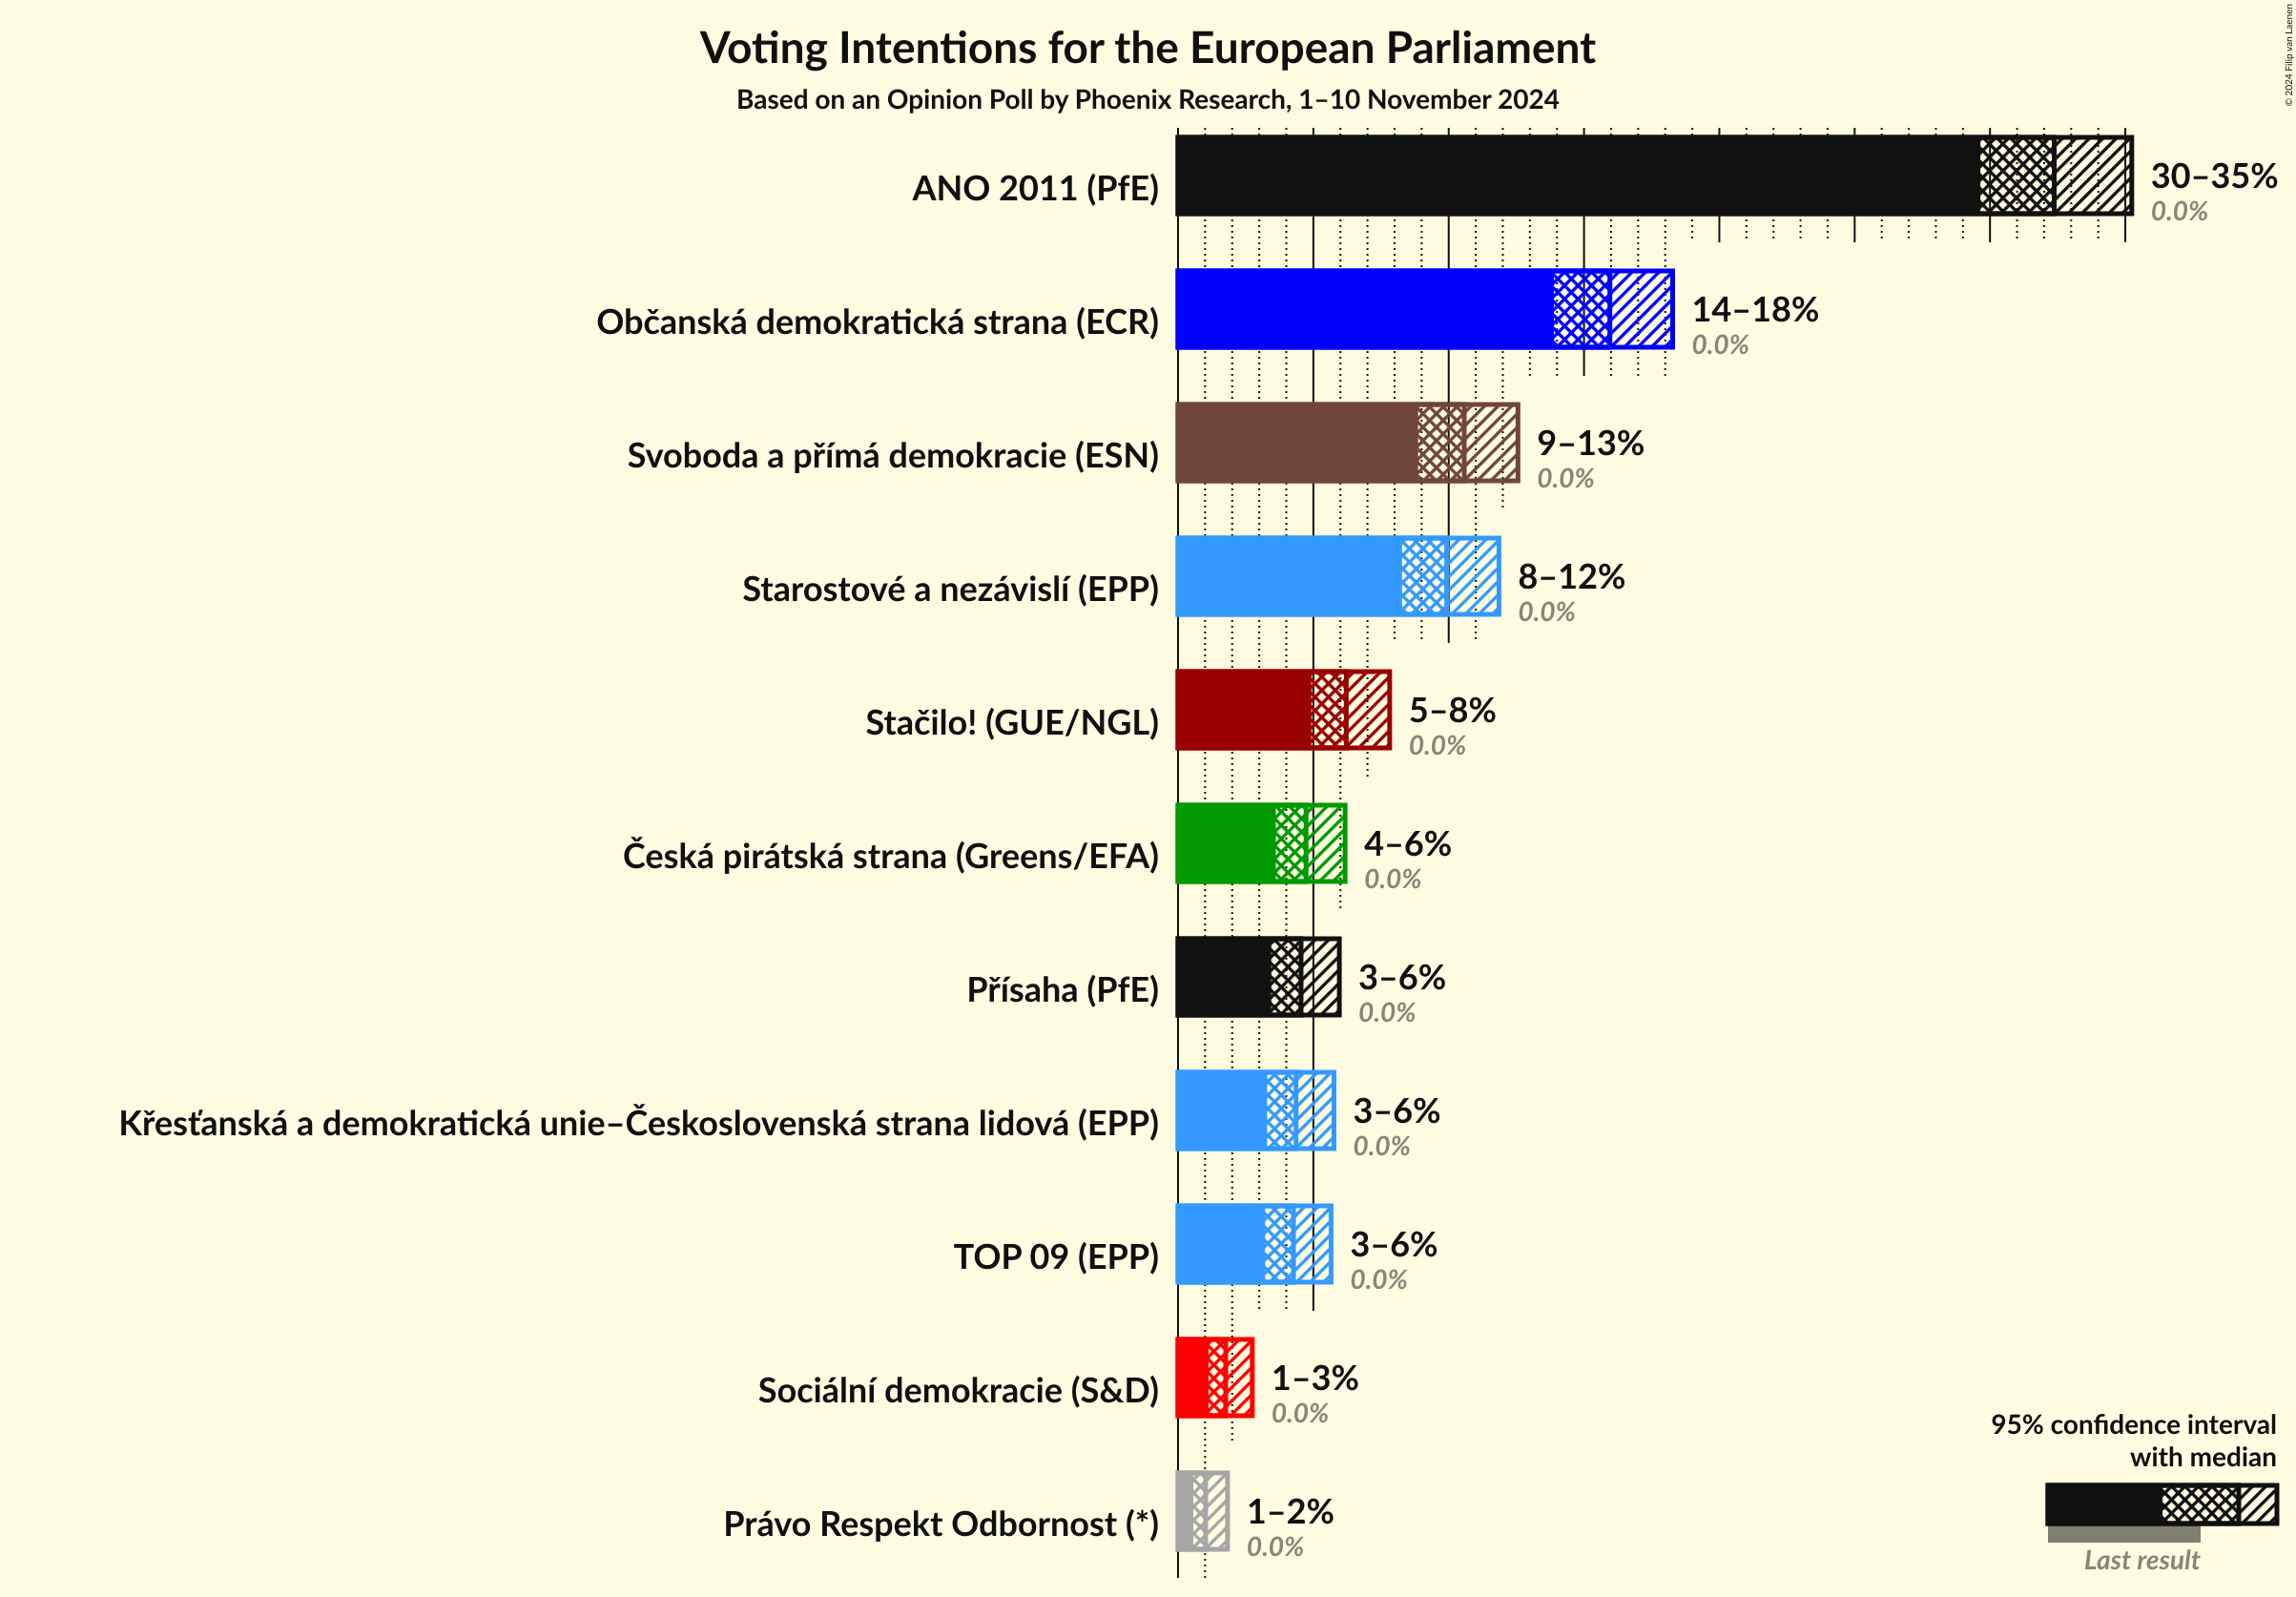 Voting Intentions for the European Parliament
Based on an Opinion Poll by Phoenix Research, 1–10 November 2024
© 2024 Filip van Laenen
ANO 2011 (PfE)
30–35%
0.0%
Občanská demokratická strana (ECR)
14–18%
0.0%
Svoboda a přímá demokracie (ESN)
9–13%
0.0%
Starostové a nezávislí (EPP)
8–12%
0.0%
Stačilo! (GUE/NGL)
5–8%
0.0%
Česká pirátská strana (Greens/EFA)
4–6%
0.0%
Přísaha (PfE)
3–6%
0.0%
Křesťanská a demokratická unie–Československá strana lidová (EPP)
3–6%
0.0%
TOP 09 (EPP)
3–6%
0.0%
Sociální demokracie (S&D)
1–3%
0.0%
Právo Respekt Odbornost (*)
1–2%
0.0%
95% confidence interval
with median
Last result